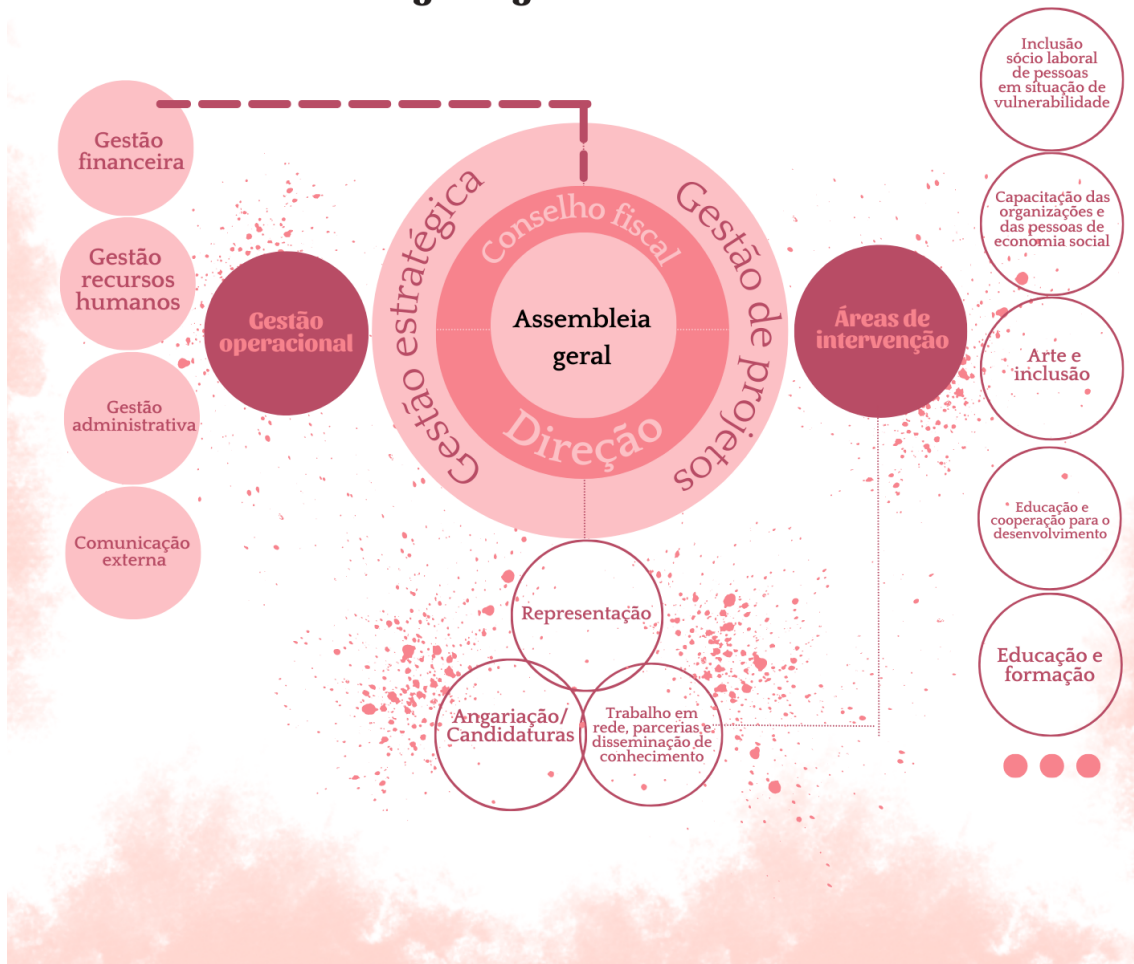 Gestão
financeira
Gestão
recursos
humanos
Gestão
administrativa
Comunicação
externa
Gestão
operacional
Gestão estratégica
Gestão de projetos
Conselho fiscal
Assembleia
geral
Direção
Representação
Angariação/
Candidaturas
Trabalho em
rede, parcerias e
disseminação de
conhecimento
Áreas de
intervenção
Inclusão
sócio laboral
de pessoas
em situação de
vulnerabilidade
Capacitação das
organizações e
das pessoas de
economia social
Arte e
inclusão
Educação e
cooperação para o
desenvolvimento
Educação e
formação